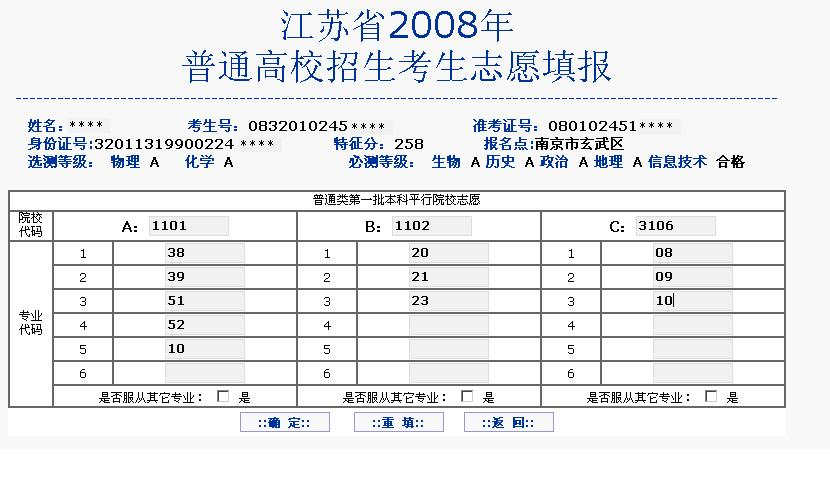 江苏省2008年
普通高校招生考生志愿填报
姓名: **** 考生号: 0832010245**** 准考证号: 080102451****
身份证号:32011319900224 **** 特征分: 258 报名点:南京市玄武区
选测等级: 物理 A 化学 A 必测等级: 生物 A 历史 A 政治 A 地理 A 信息技术 合格
普通类第一批本科平行院校志愿
院校代码 A: 1101 B: 1102 C: 3106
专业代码
1 38 1 20 1 08
2 39 2 21 2 09
3 51 3 23 3 10
4 52 4 4
5 10 5 5
6 6 6
是否服从其它专业: 是 是否服从其它专业: 是 是否服从其它专业: 是
::确 定:: ::重 填:: ::返 回::